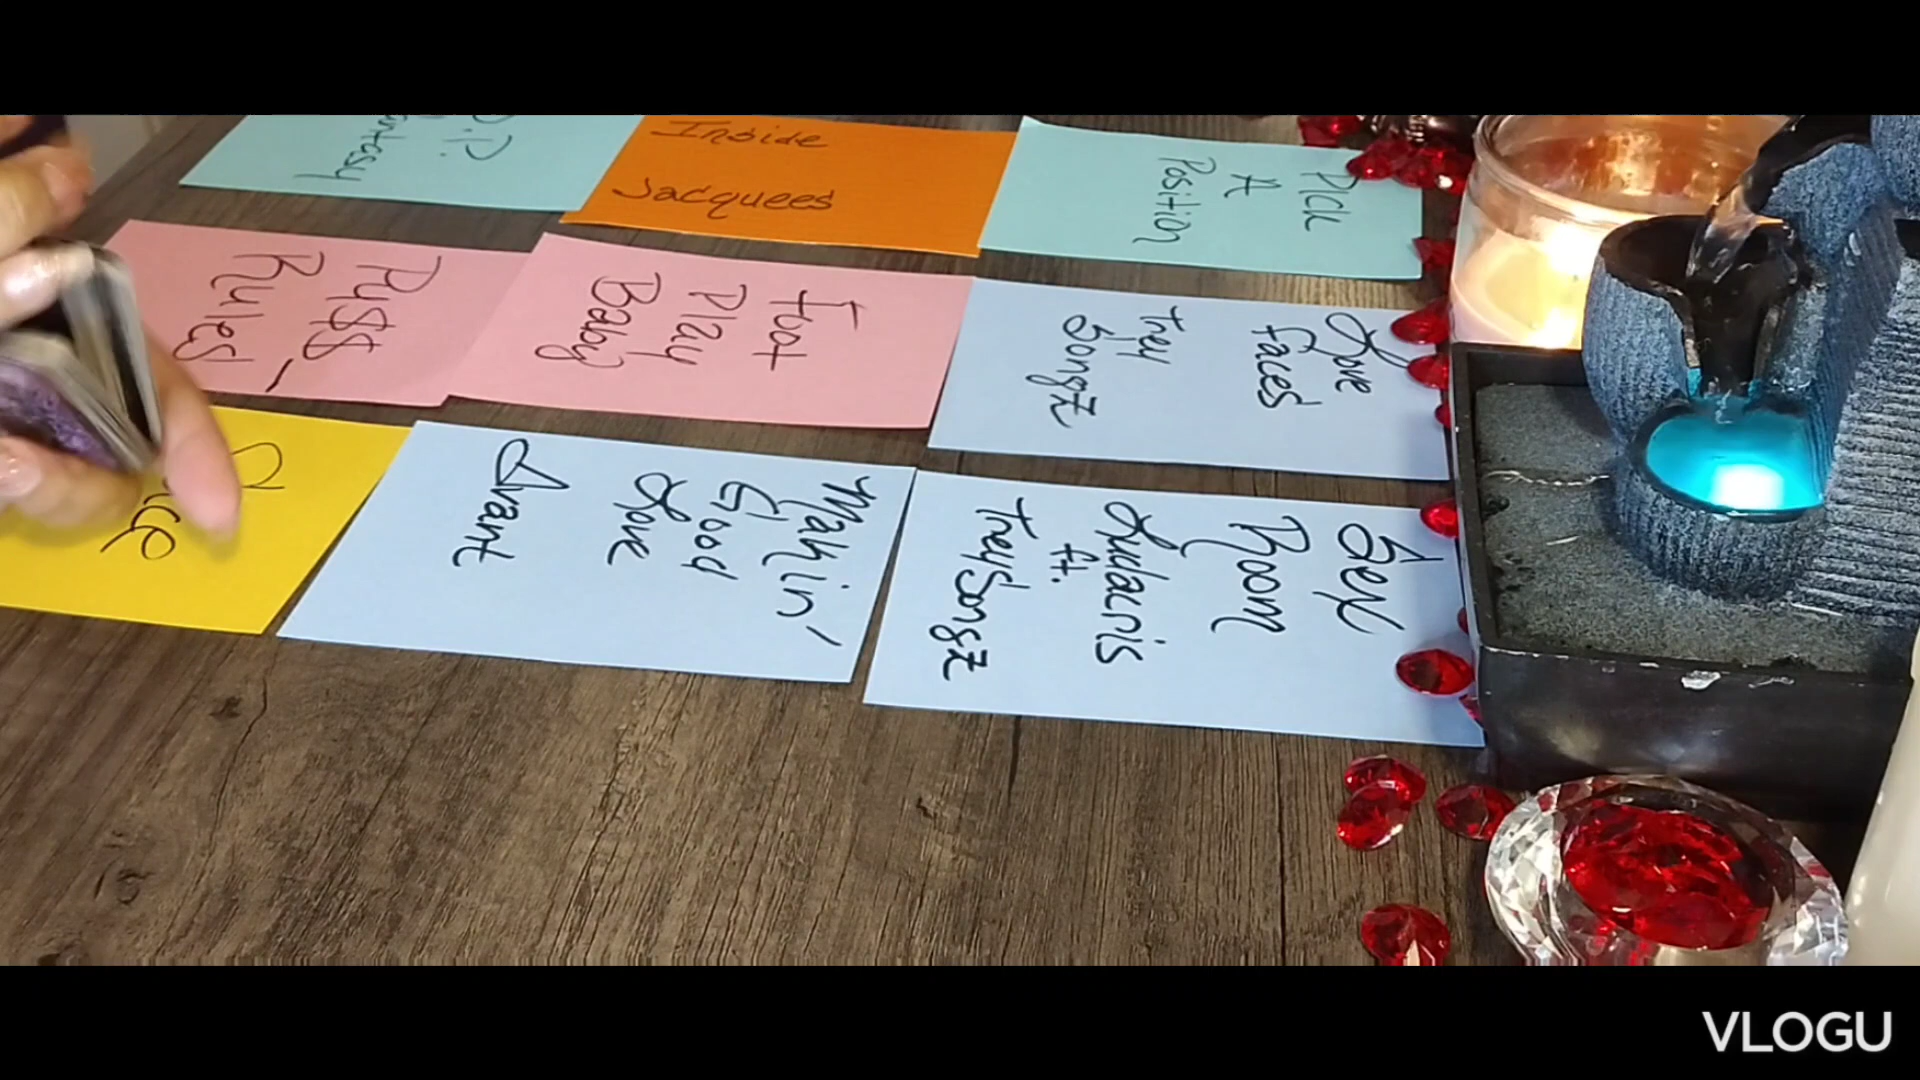 D.P.
Inside
Jacquees
Pick
A
Position
Py$$
Rules
Foot
Play
Baby
Love
Faces
Trey
Songz
Makin'
Good
Love
Avant
Sex
Room
Ludacris
ft.
Trey Songz
VLOGU